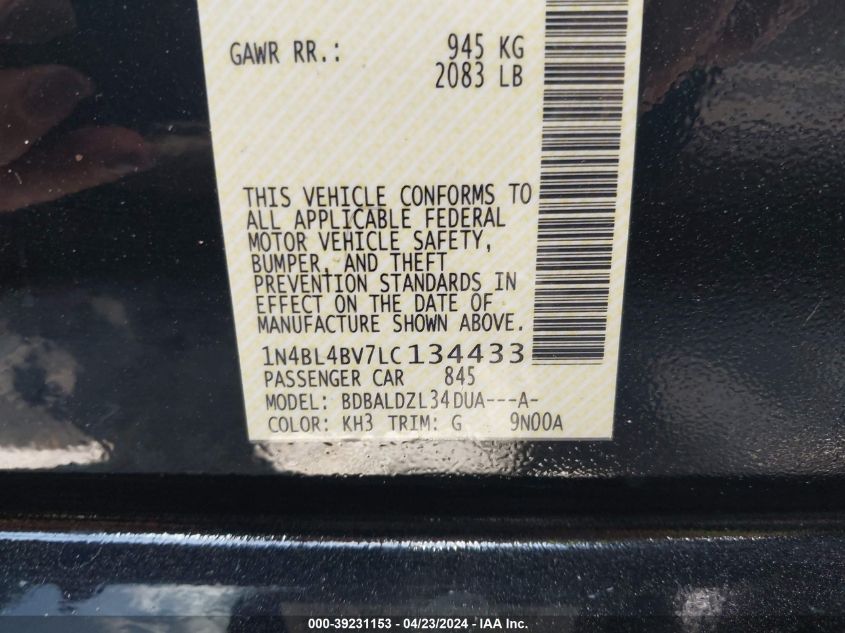 GAWR RR.: 945 KG
2083 LB
THIS VEHICLE CONFORMS TO
ALL APPLICABLE FEDERAL
MOTOR VEHICLE SAFETY,
BUMPER, AND THEFT
PREVENTION STANDARDS IN
EFFECT ON THE DATE OF
MANUFACTURE SHOWN ABOVE.
1N4BL4BV7LC134433
PASSENGER CAR 845
MODEL: BDBALDZL34DUA---A-
COLOR: KH3 TRIM: G 9N00A
000-39231153 - 04/23/2024 - IAA Inc.